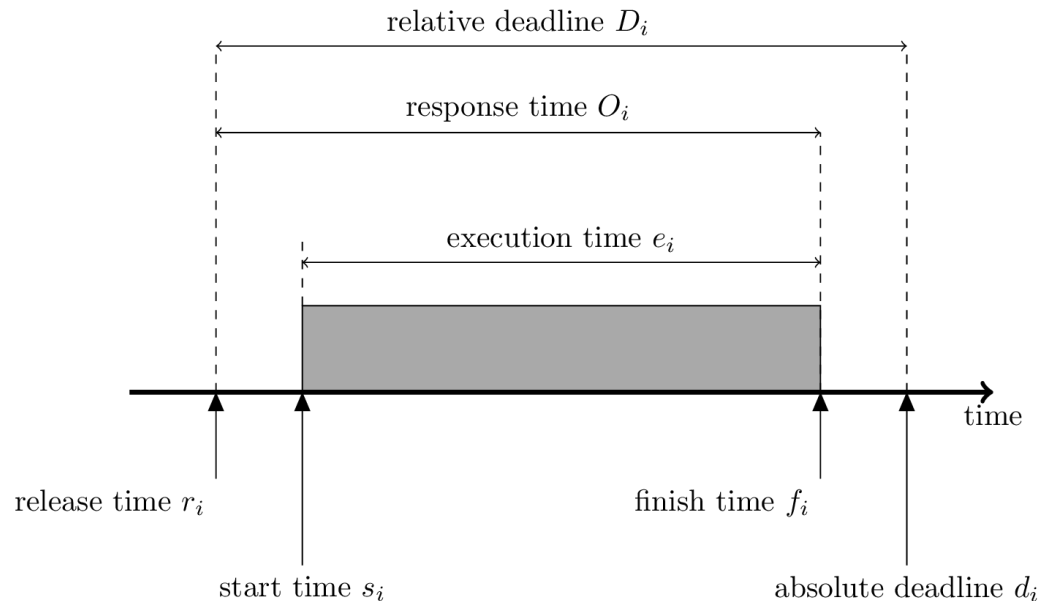 relative deadline Dᵢ
response time Oᵢ
execution time eᵢ
time
release time rᵢ
finish time fᵢ
start time sᵢ
absolute deadline dᵢ